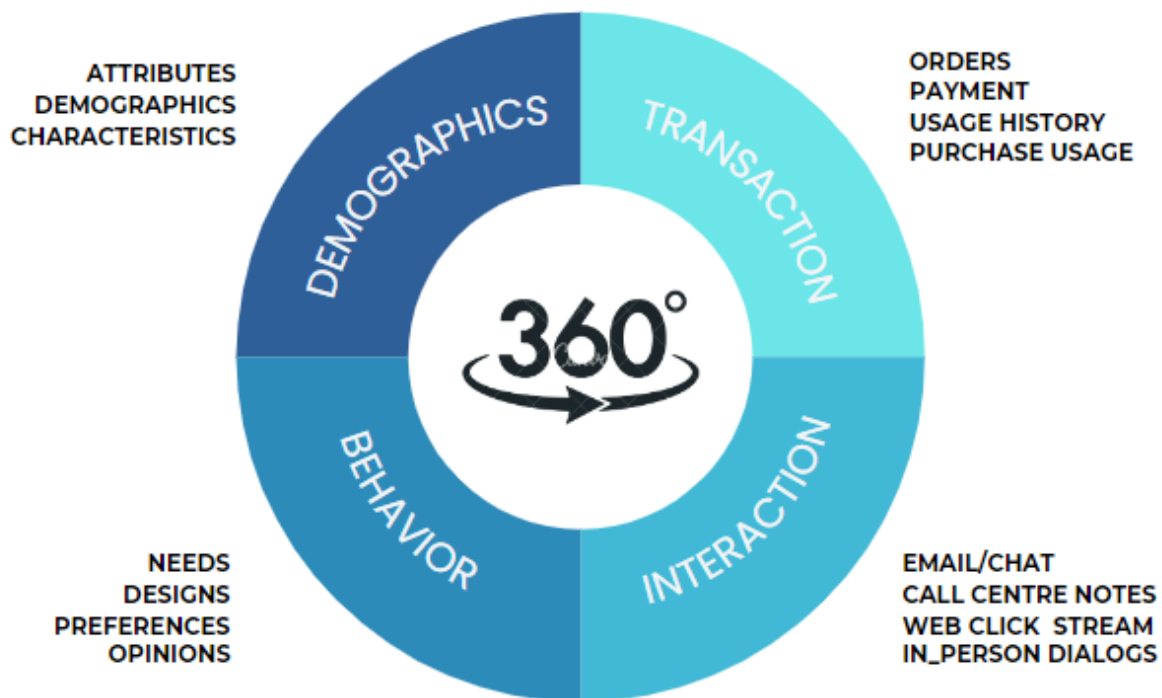 ATTRIBUTES
DEMOGRAPHICS
CHARACTERISTICS
DEMOGRAPHICS
TRANSACTION
ORDERS
PAYMENT
USAGE HISTORY
PURCHASE USAGE
360°
Canva
BEHAVIOR
INTERACTION
NEEDS
DESIGNS
PREFERENCES
OPINIONS
EMAIL/CHAT
CALL CENTRE NOTES
WEB CLICK STREAM
IN_PERSON DIALOGS